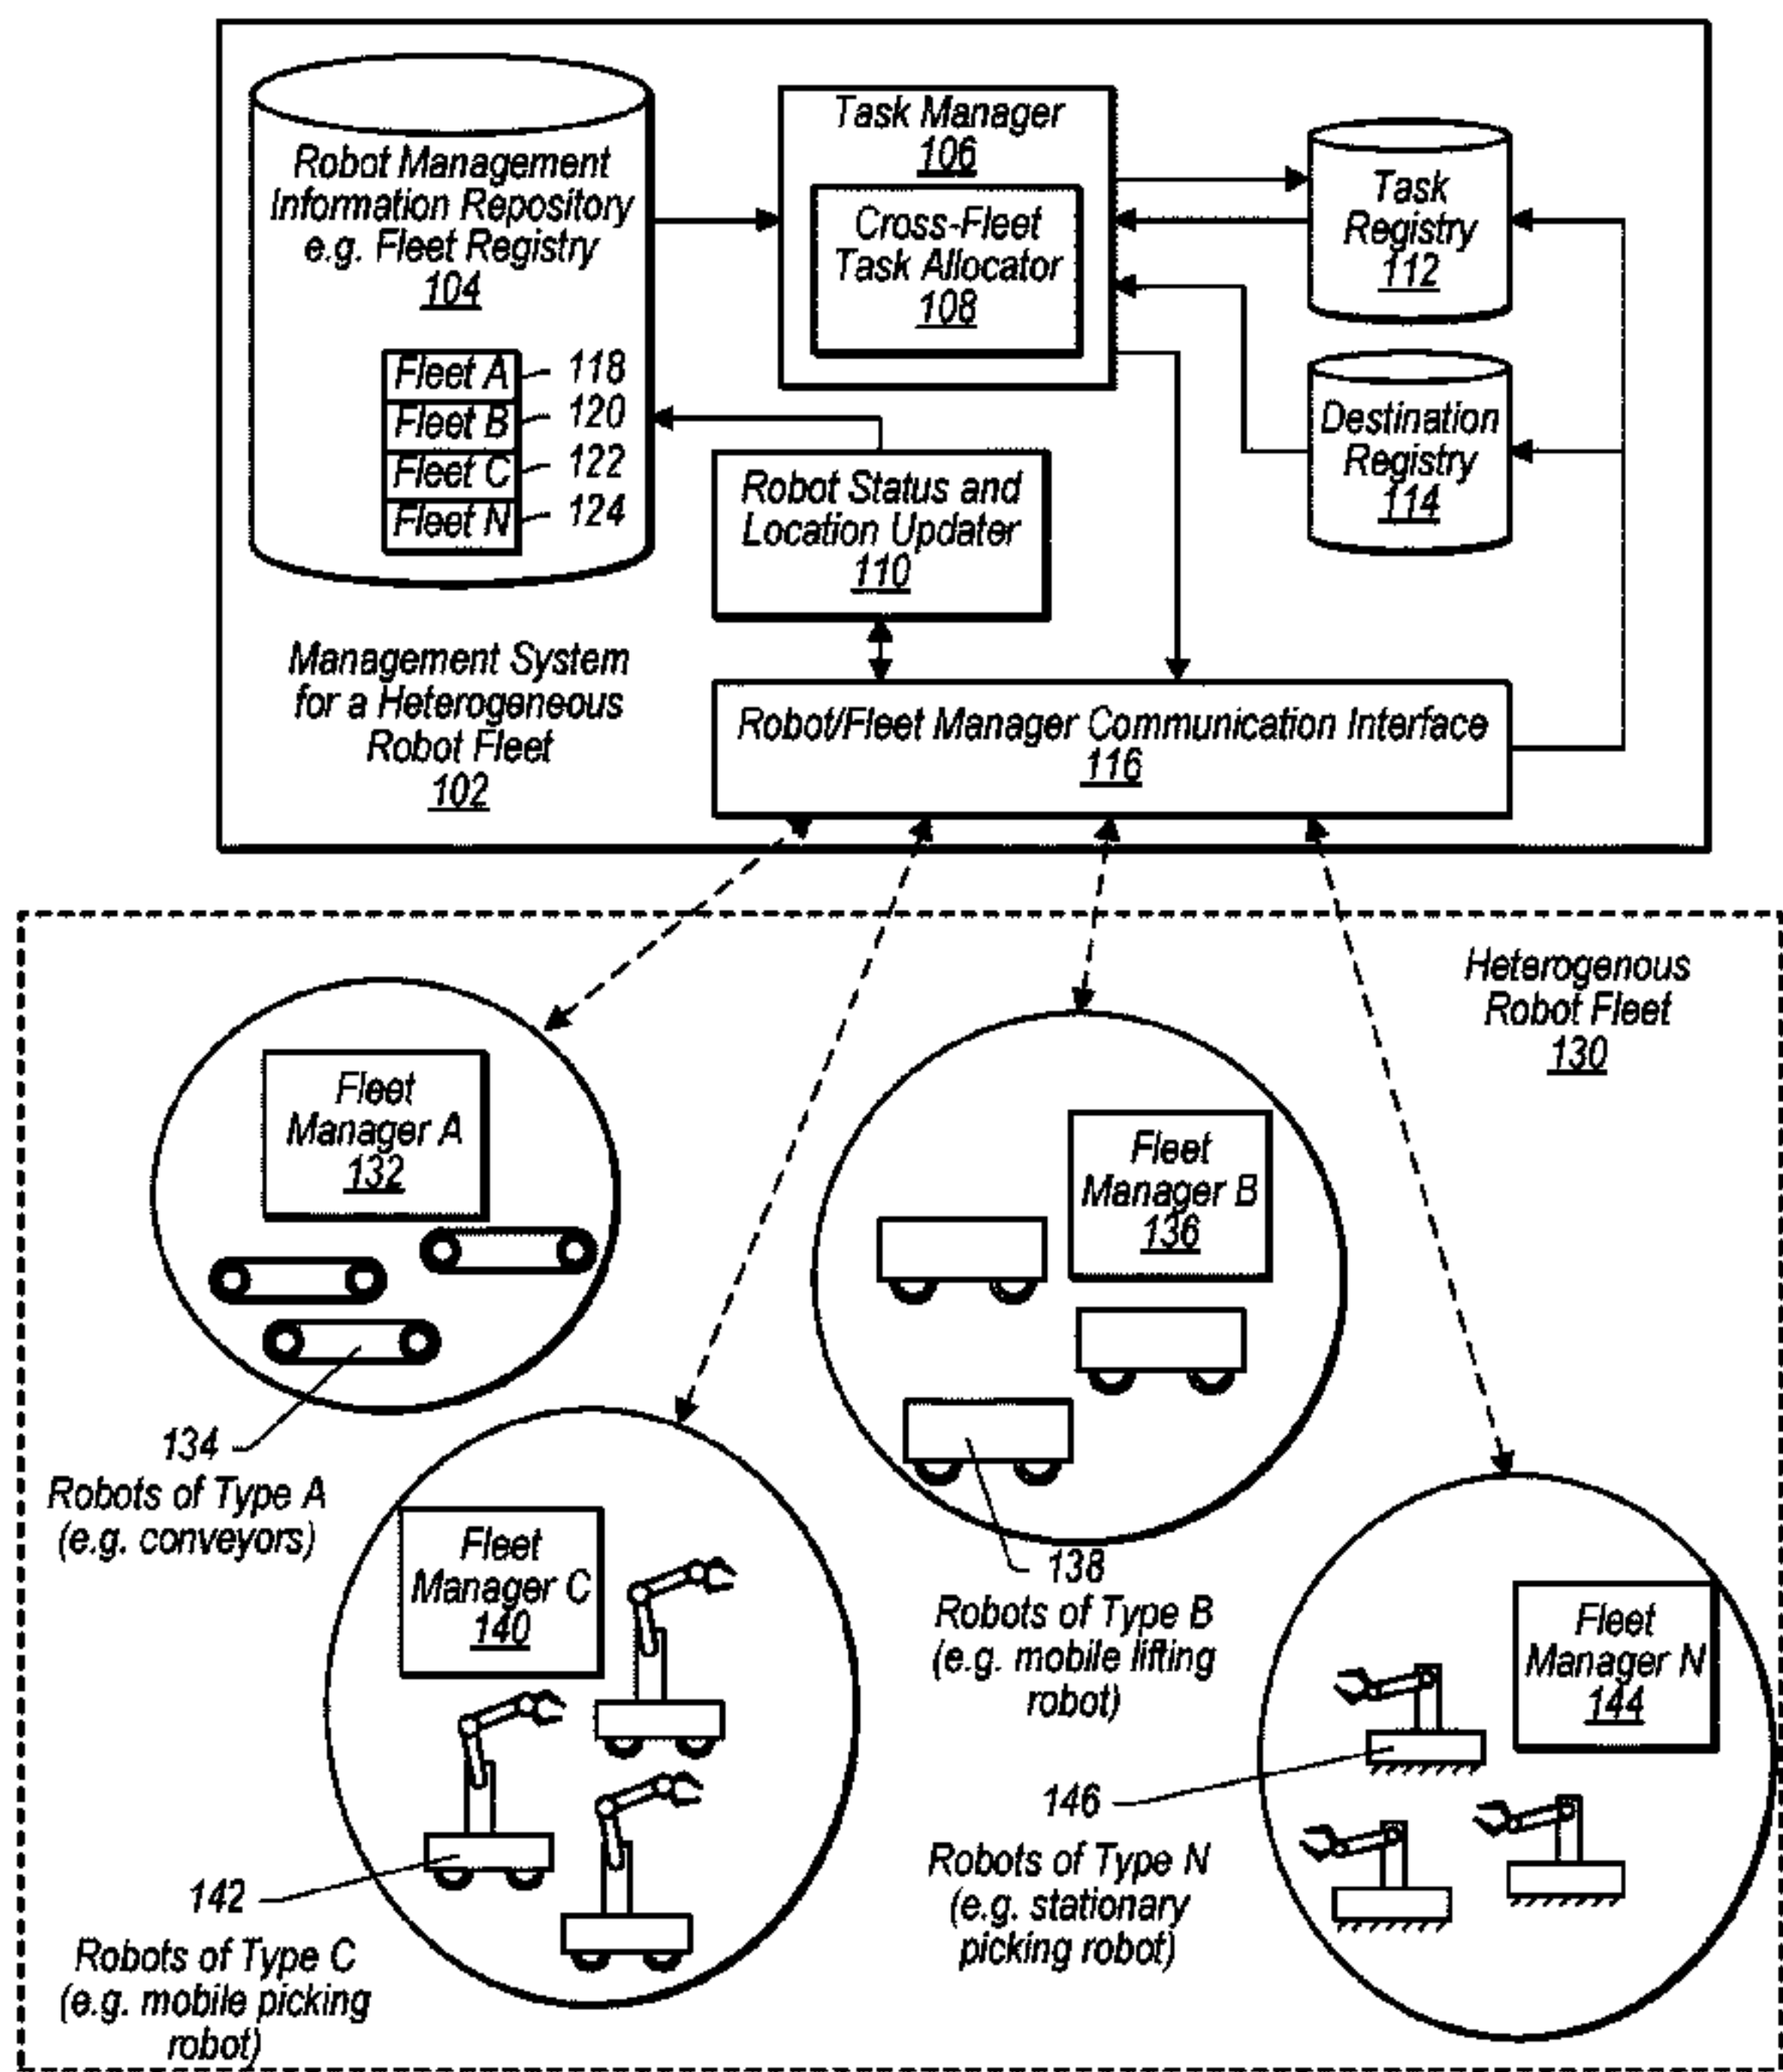 Robot Management
Information Repository
e.g. Fleet Registry
104
Fleet A
118
Fleet B
120
Fleet C
122
Fleet N
124
Task Manager
106
Cross-Fleet
Task Allocator
108
Task
Registry
112
Destination
Registry
114
Robot Status and
Location Updater
110
Management System
for a Heterogeneous
Robot Fleet
102
Robot/Fleet Manager Communication Interface
116
Heterogenous
Robot Fleet
130
Fleet
Manager A
132
134
Robots of Type A
(e.g. conveyors)
Fleet
Manager B
136
138
Robots of Type B
(e.g. mobile lifting
robot)
Fleet
Manager C
140
142
Robots of Type C
(e.g. mobile picking
robot)
Fleet
Manager N
144
146
Robots of Type N
(e.g. stationary
picking robot)